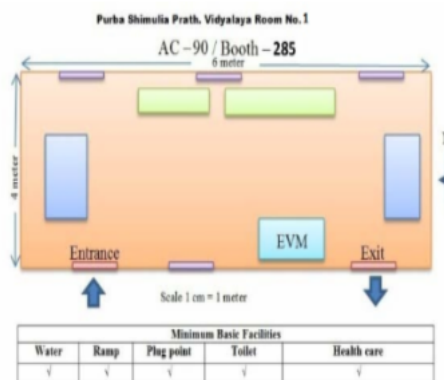 Purba Shimulia Prath. Vidyalaya Room No.1
AC – 90 / Booth – 285
6 meter
4 meter
EVM
Entrance
Exit
Scale 1 cm = 1 meter
Minimum Basic Facilities
Water Ramp Plug point Toilet Health care
√ √ √ √ √